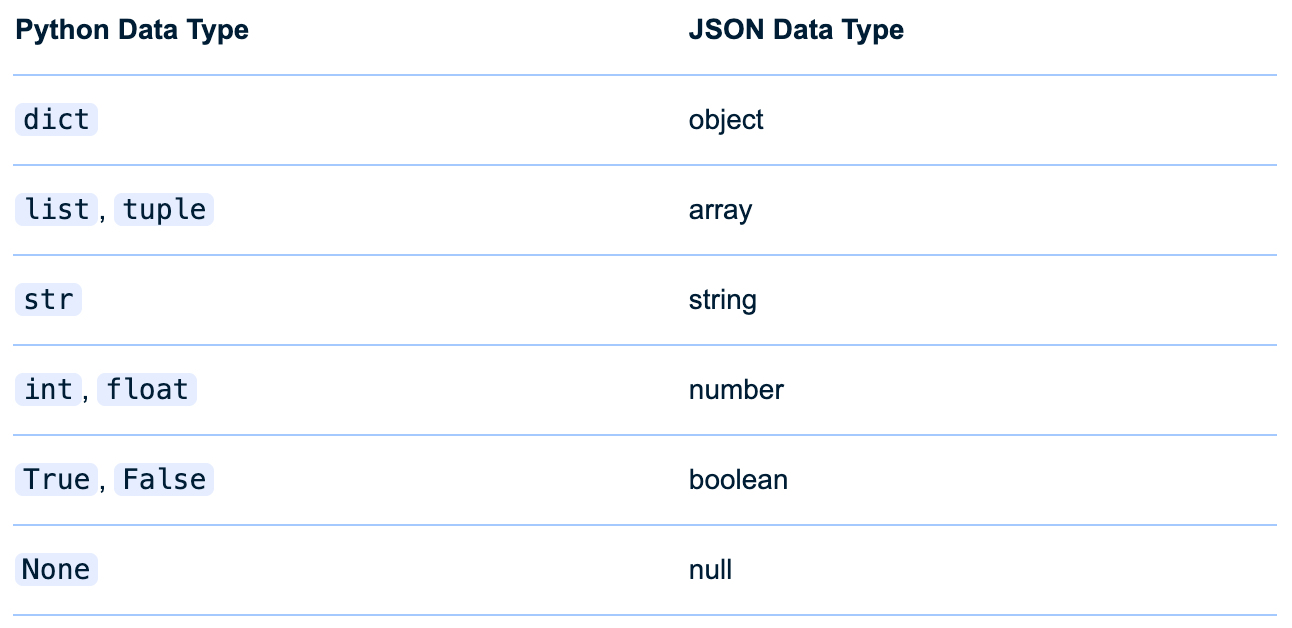 Python Data Type JSON Data Type
dict object
list, tuple array
str string
int, float number
True, False boolean
None null